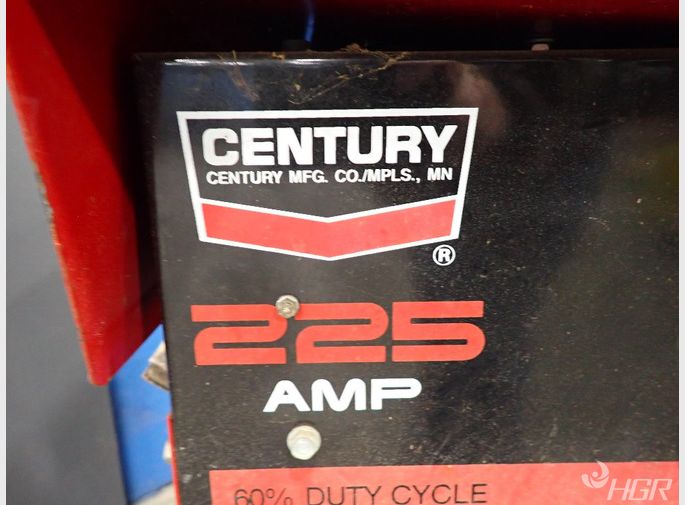 CENTURY
CENTURY MFG. CO./MPLS., MN
®
225
AMP
60% DUTY CYCLE
HGR